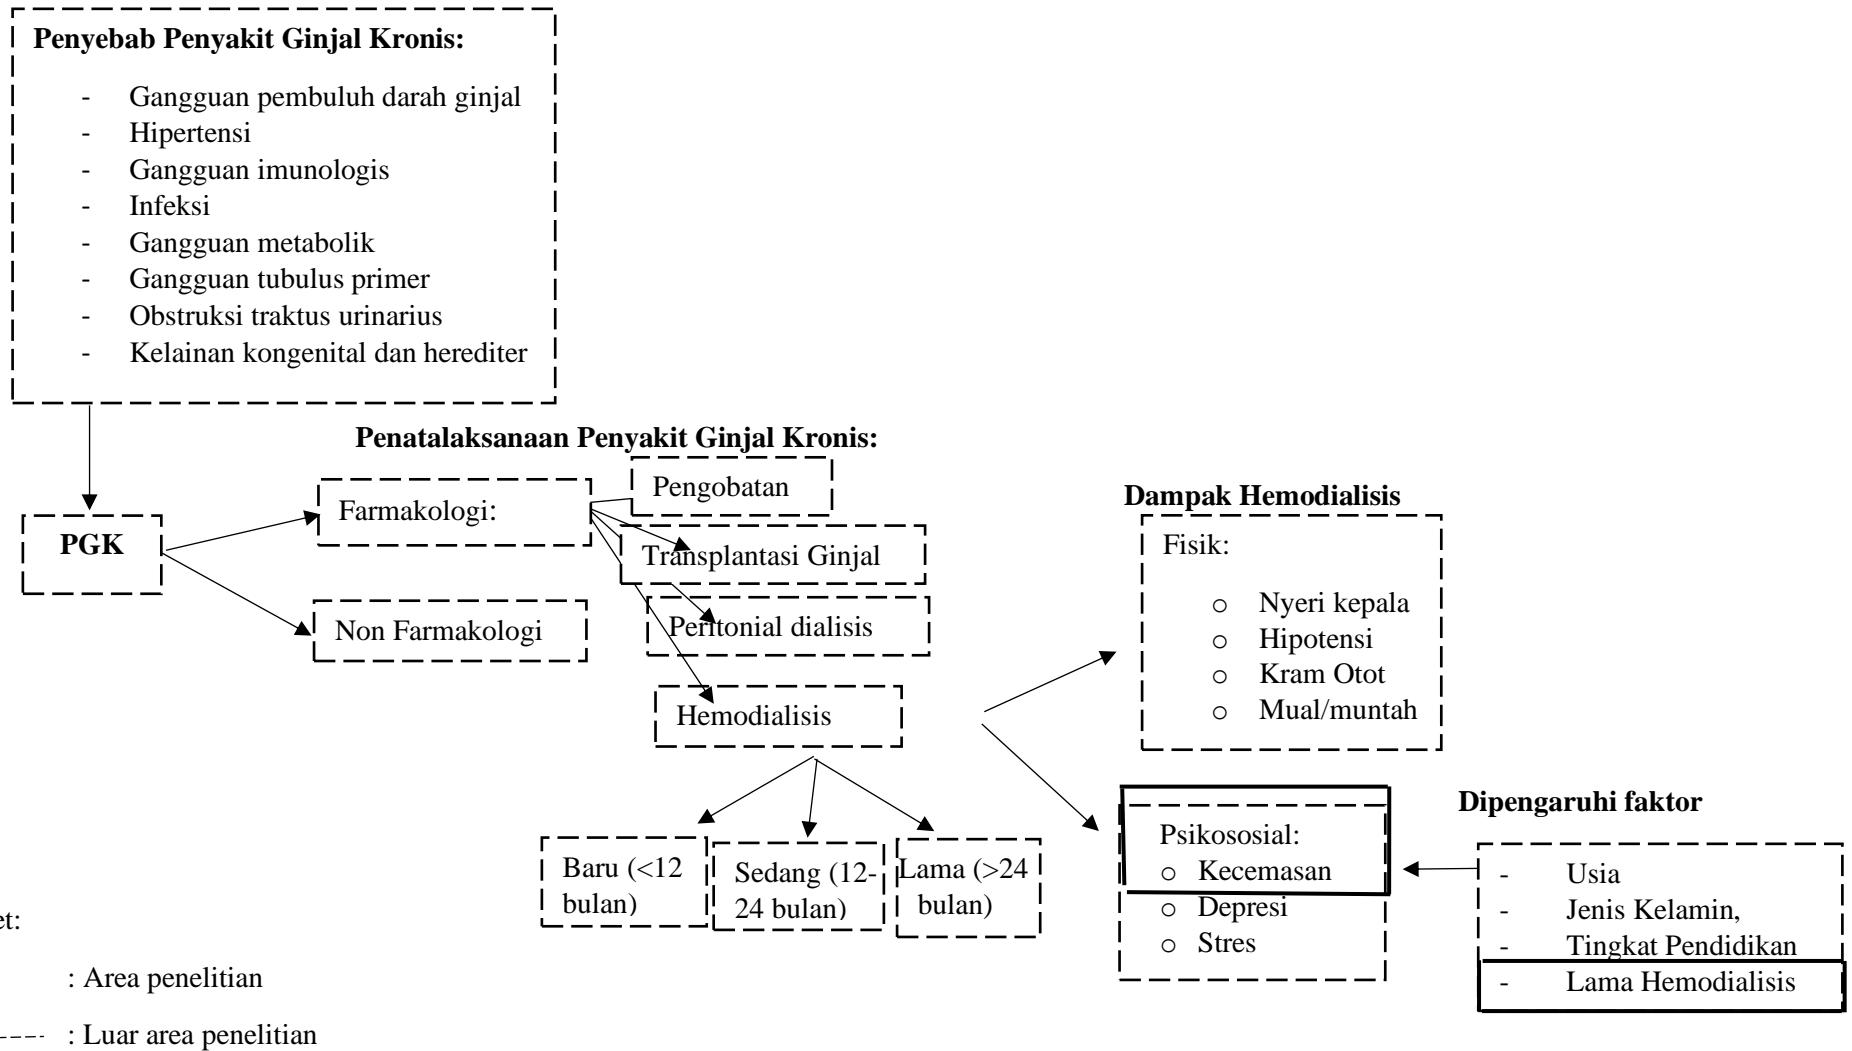 Penyebab Penyakit Ginjal Kronis:
- Gangguan pembuluh darah ginjal
- Hipertensi
- Gangguan imunologis
- Infeksi
- Gangguan metabolik
- Gangguan tubulus primer
- Obstruksi traktus urinarius
- Kelainan kongenital dan herediter
Penatalaksanaan Penyakit Ginjal Kronis:
PGK
Farmakologi:
Non Farmakologi
Pengobatan
Transplantasi Ginjal
Peritonial dialisis
Hemodialisis
Baru (<12
bulan)
Sedang (12-
24 bulan)
Lama (>24
bulan)
Dampak Hemodialisis
Fisik:
o Nyeri kepala
o Hipotensi
o Kram Otot
o Mual/muntah
Psikososial:
o Kecemasan
o Depresi
o Stres
Dipengaruhi faktor
- Usia
- Jenis Kelamin,
- Tingkat Pendidikan
- Lama Hemodialisis
et:
: Area penelitian
: Luar area penelitian